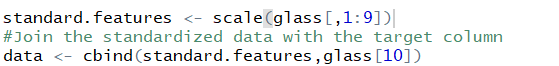 standard.features <- scale(glass[,1:9])
#Join the standardized data with the target column
data <- cbind(standard.features,glass[10])